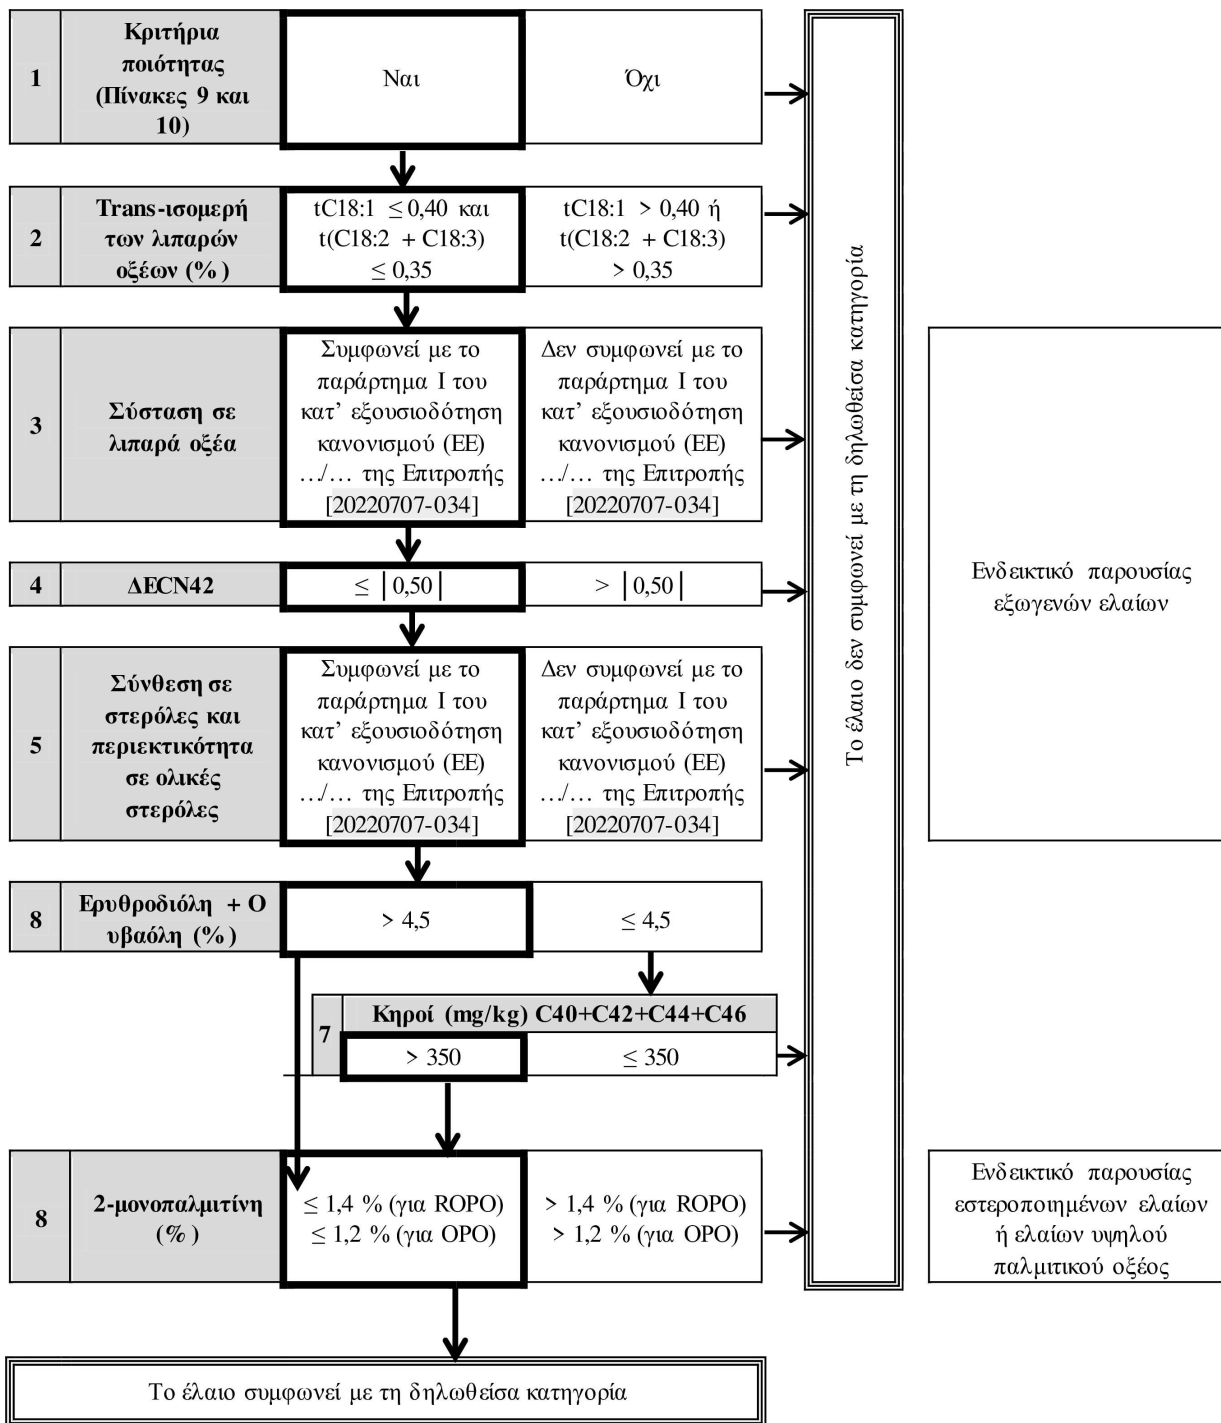 1
Κριτήρια
ποιότητας
(Πίνακες 9 και
10)
Ναι
Όχι
2
Trans-ισομερή
των λιπαρών
οξέων (%)
tC18:1 ≤ 0,40 και
t(C18:2 + C18:3)
≤ 0,35
tC18:1 > 0,40 ή
t(C18:2 + C18:3)
> 0,35
3
Σύσταση σε
λιπαρά οξέα
Συμφωνεί με το
παράρτημα Ι του
κατ’ εξουσιοδότηση
κανονισμού (ΕΕ)
…/… της Επιτροπής
[20220707-034]
Δεν συμφωνεί με το
παράρτημα Ι του
κατ’ εξουσιοδότηση
κανονισμού (ΕΕ)
…/… της Επιτροπής
[20220707-034]
4
ΔECN42
≤ |0,50|
> |0,50|
5
Σύνθεση σε
στερόλες και
περιεκτικότητα
σε ολικές
στερόλες
Συμφωνεί με το
παράρτημα Ι του
κατ’ εξουσιοδότηση
κανονισμού (ΕΕ)
…/… της Επιτροπής
[20220707-034]
Δεν συμφωνεί με το
παράρτημα Ι του
κατ’ εξουσιοδότηση
κανονισμού (ΕΕ)
…/… της Επιτροπής
[20220707-034]
8
Ερυθροδιόλη + Ο
υβαόλη (%)
> 4,5
≤ 4,5
7
Κηροί (mg/kg) C40+C42+C44+C46
> 350
≤ 350
8
2-μονοπαλμιτίνη
(%)
≤ 1,4 % (για ROPO)
≤ 1,2 % (για OPO)
> 1,4 % (για ROPO)
> 1,2 % (για OPO)
Το έλαιο δεν συμφωνεί με τη δηλωθείσα κατηγορία
Ενδεικτικό παρουσίας
εξωγενών ελαίων
Ενδεικτικό παρουσίας
εστεροποιημένων ελαίων
ή ελαίων υψηλού
παλμιτικού οξέος
Το έλαιο συμφωνεί με τη δηλωθείσα κατηγορία